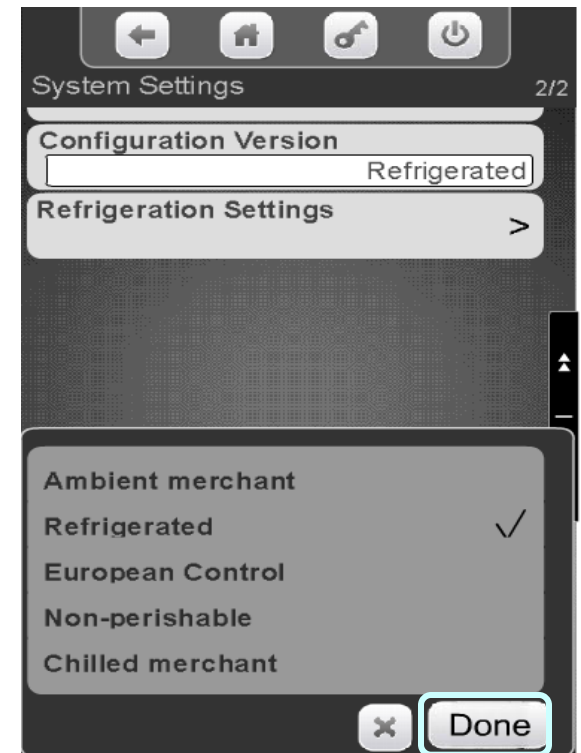 System Settings 2/2
Configuration Version
Refrigerated
Refrigeration Settings
>
Ambient merchant
Refrigerated
European Control
Non-perishable
Chilled merchant
Done